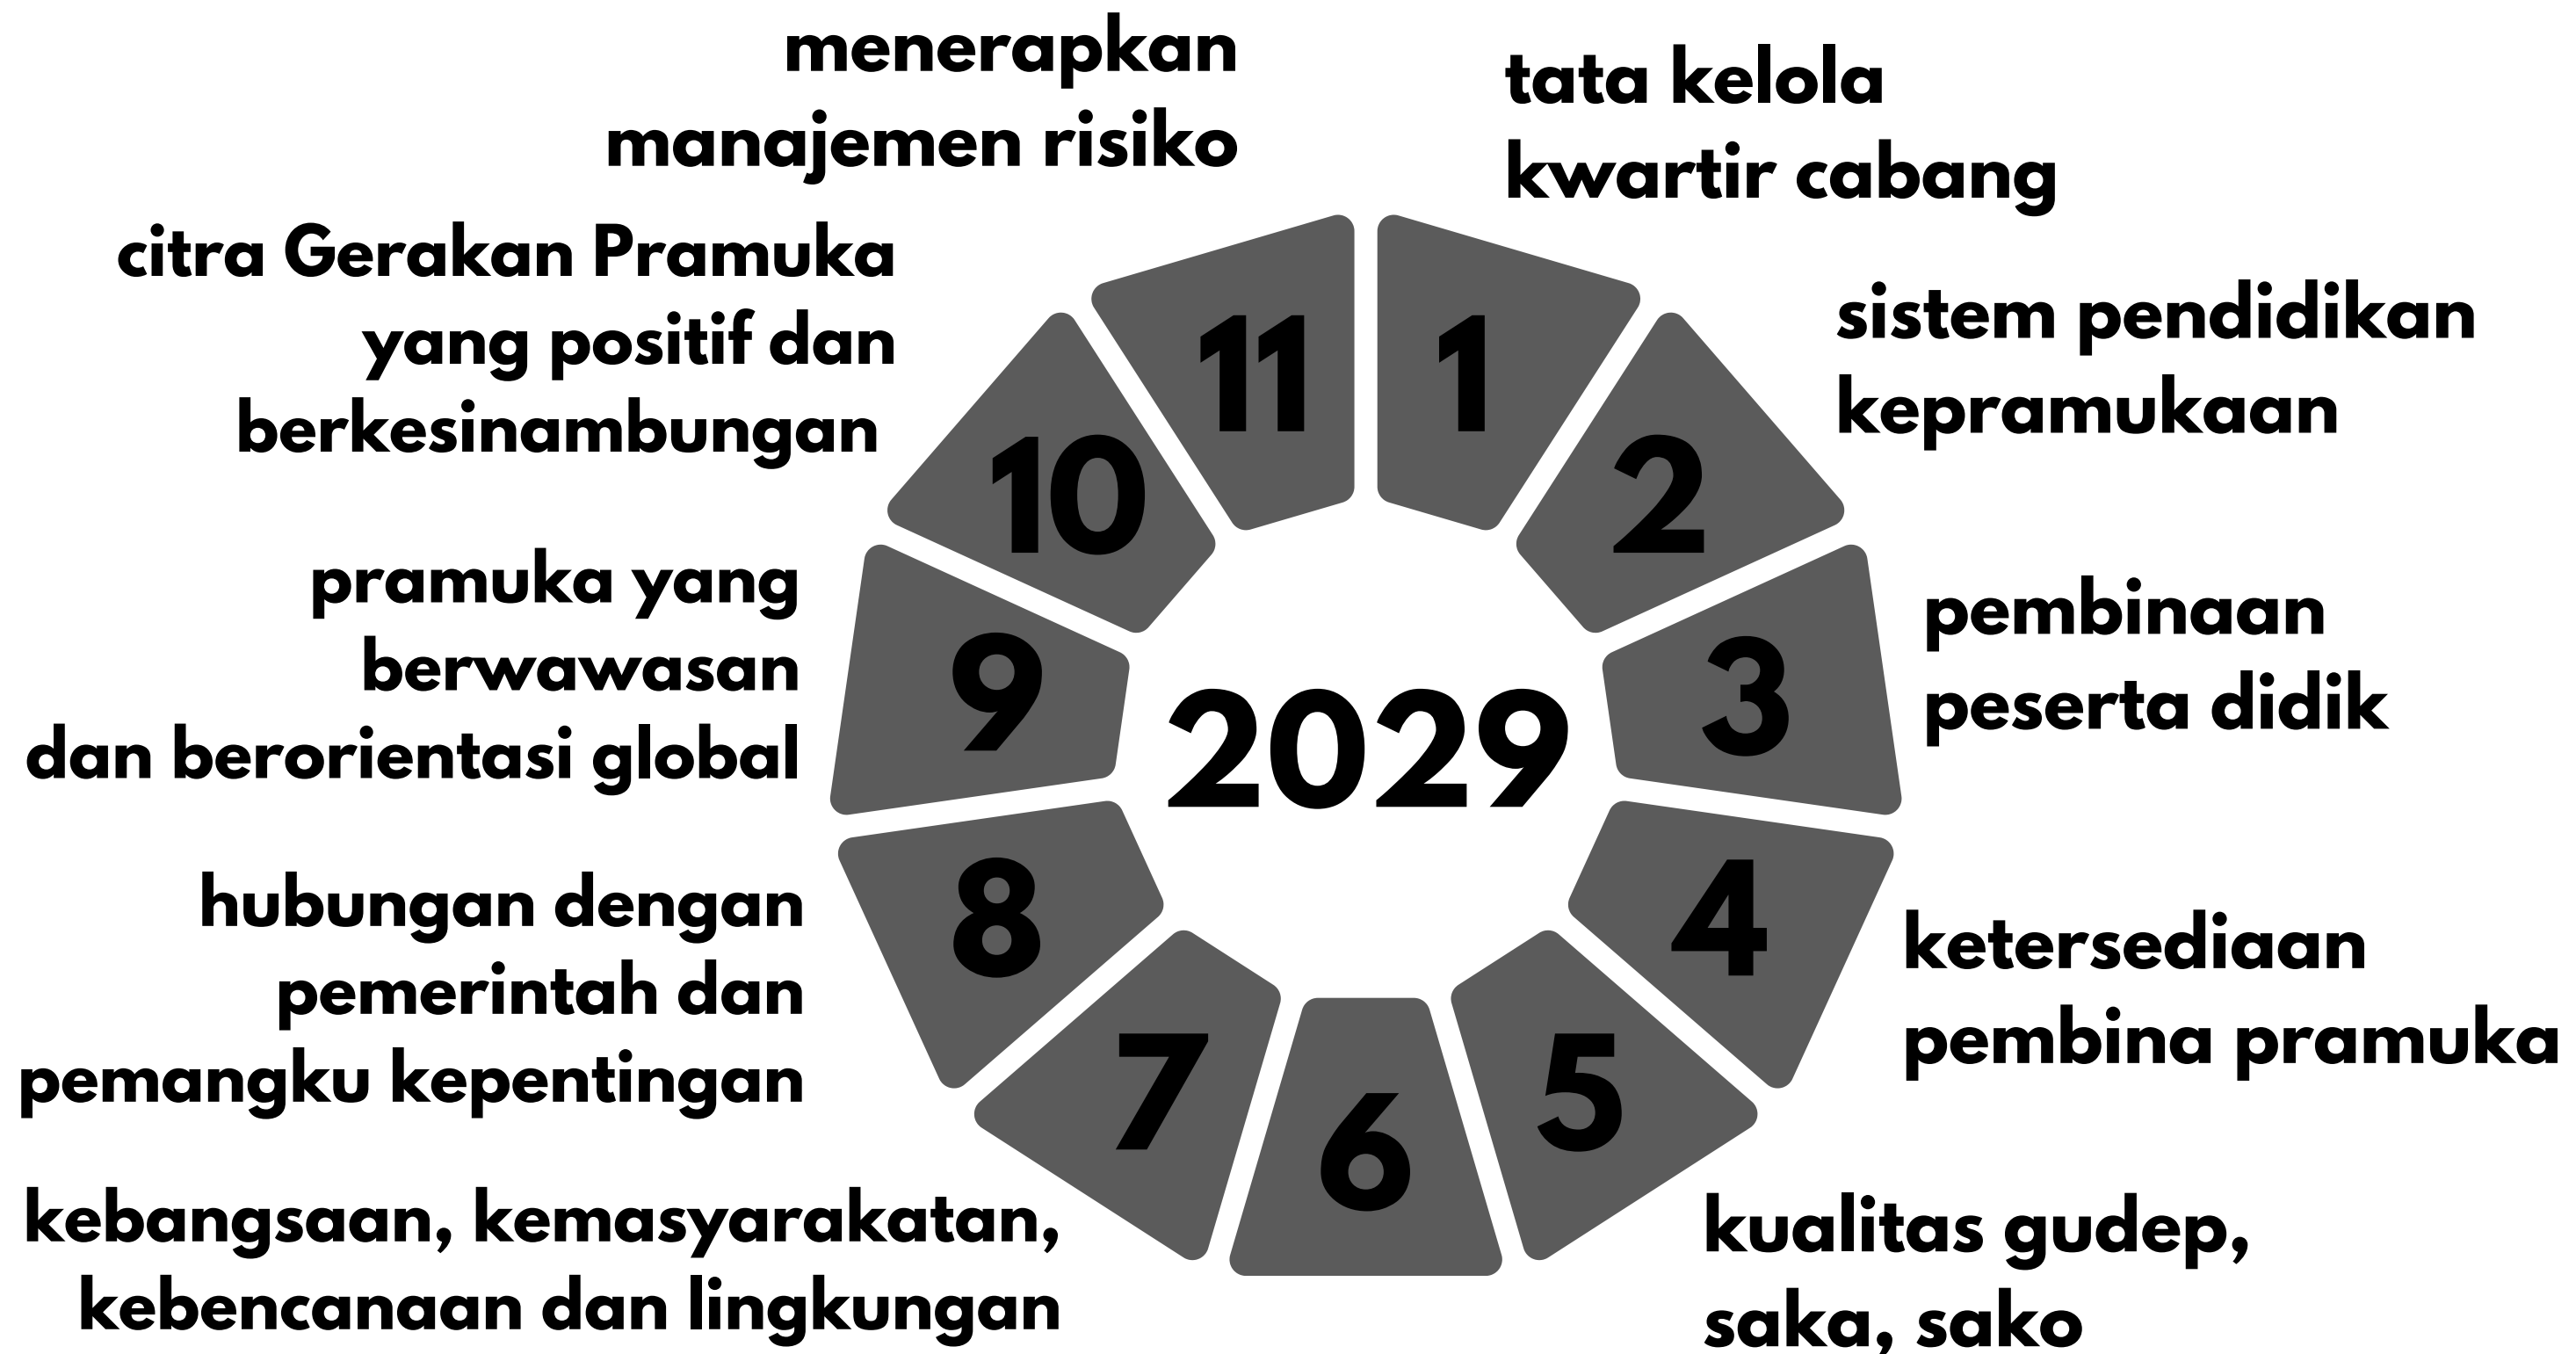 menerapkan
manajemen risiko
tata kelola
kwartir cabang
citra Gerakan Pramuka
yang positif dan
berkesinambungan
sistem pendidikan
kepramukaan
11
1
10
2
pramuka yang
berwawasan
dan berorientasi global
pembinaan
peserta didik
9
3
2029
hubungan dengan
pemerintah dan
pemangku kepentingan
8
4
ketersediaan
pembina pramuka
7
5
6
kebangsaan, kemasyarakatan,
kebencanaan dan lingkungan
kualitas gudep,
saka, sako